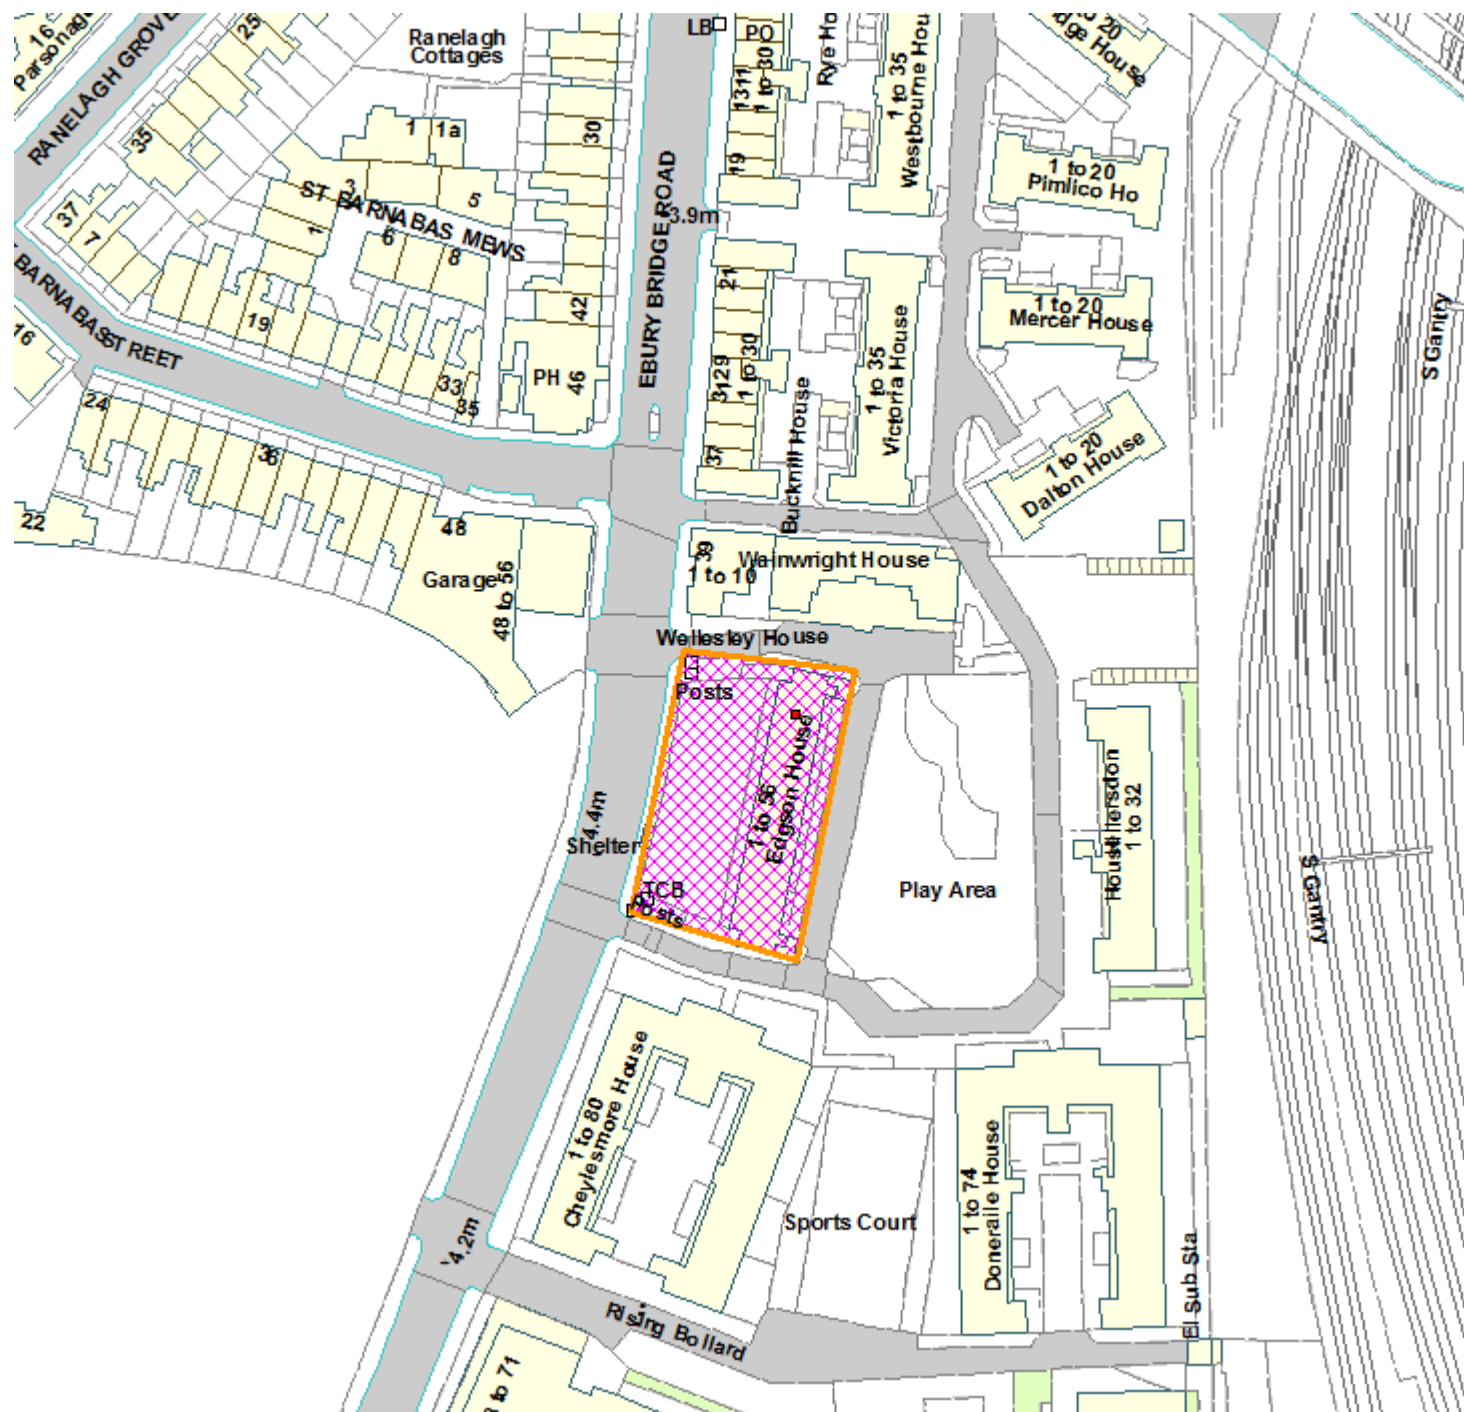 16
Parsonag
RANELAGH GROVE
25
Ranelagh
Cottages
LB
PO
1311
1 to 30
Rye Ho
1 to 35
Westbourne Hou
20
dge House
35
1
1a
30
19
1 to 20
Pimlico Ho
37
7
3
ST BARNABAS MEWS
5
1
6
8
EBURY BRIDGE ROAD
3.9m
BARNABAS STREET
16
19
42
21
1 to 20
Mercer House
S Gantry
33
35
PH
46
3129
1 to 30
37
Bucknill House
1 to 35
Victoria House
1 to 20
Dalton House
24
36
22
48
Garage
48 to 56
39
1 to 10
Wainwright House
Wellesley House
Posts
1 to 56
Edgson House
4.4m
Shelter
TCB
Posts
Play Area
Hillersdon
House
1 to 32
S Gantry
1 to 80
Cheylesmore House
Sports Court
1 to 74
Doneraile House
El Sub Sta
4.2m
Rising Bollard
to 71